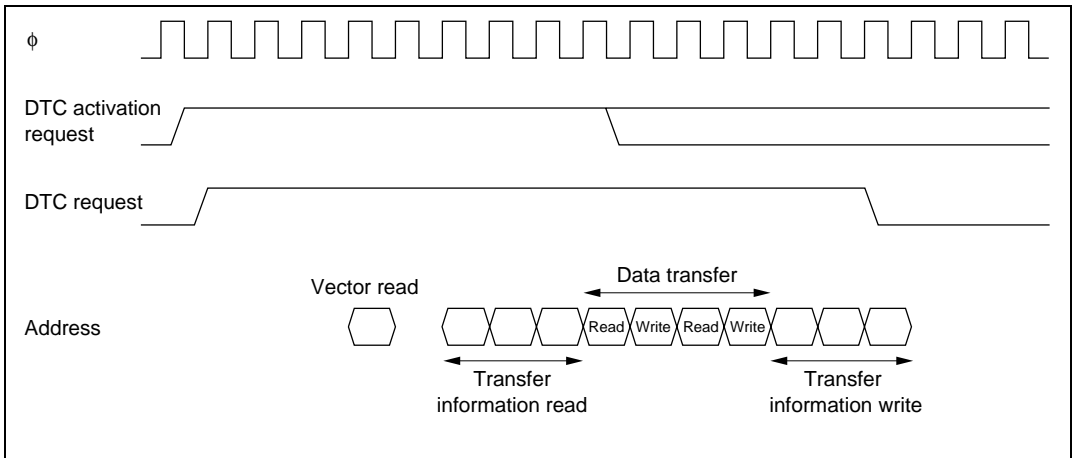 ϕ
DTC activation
request
DTC request
Data transfer
Vector read
Address
Read Write Read Write
Transfer
information read
Transfer
information write